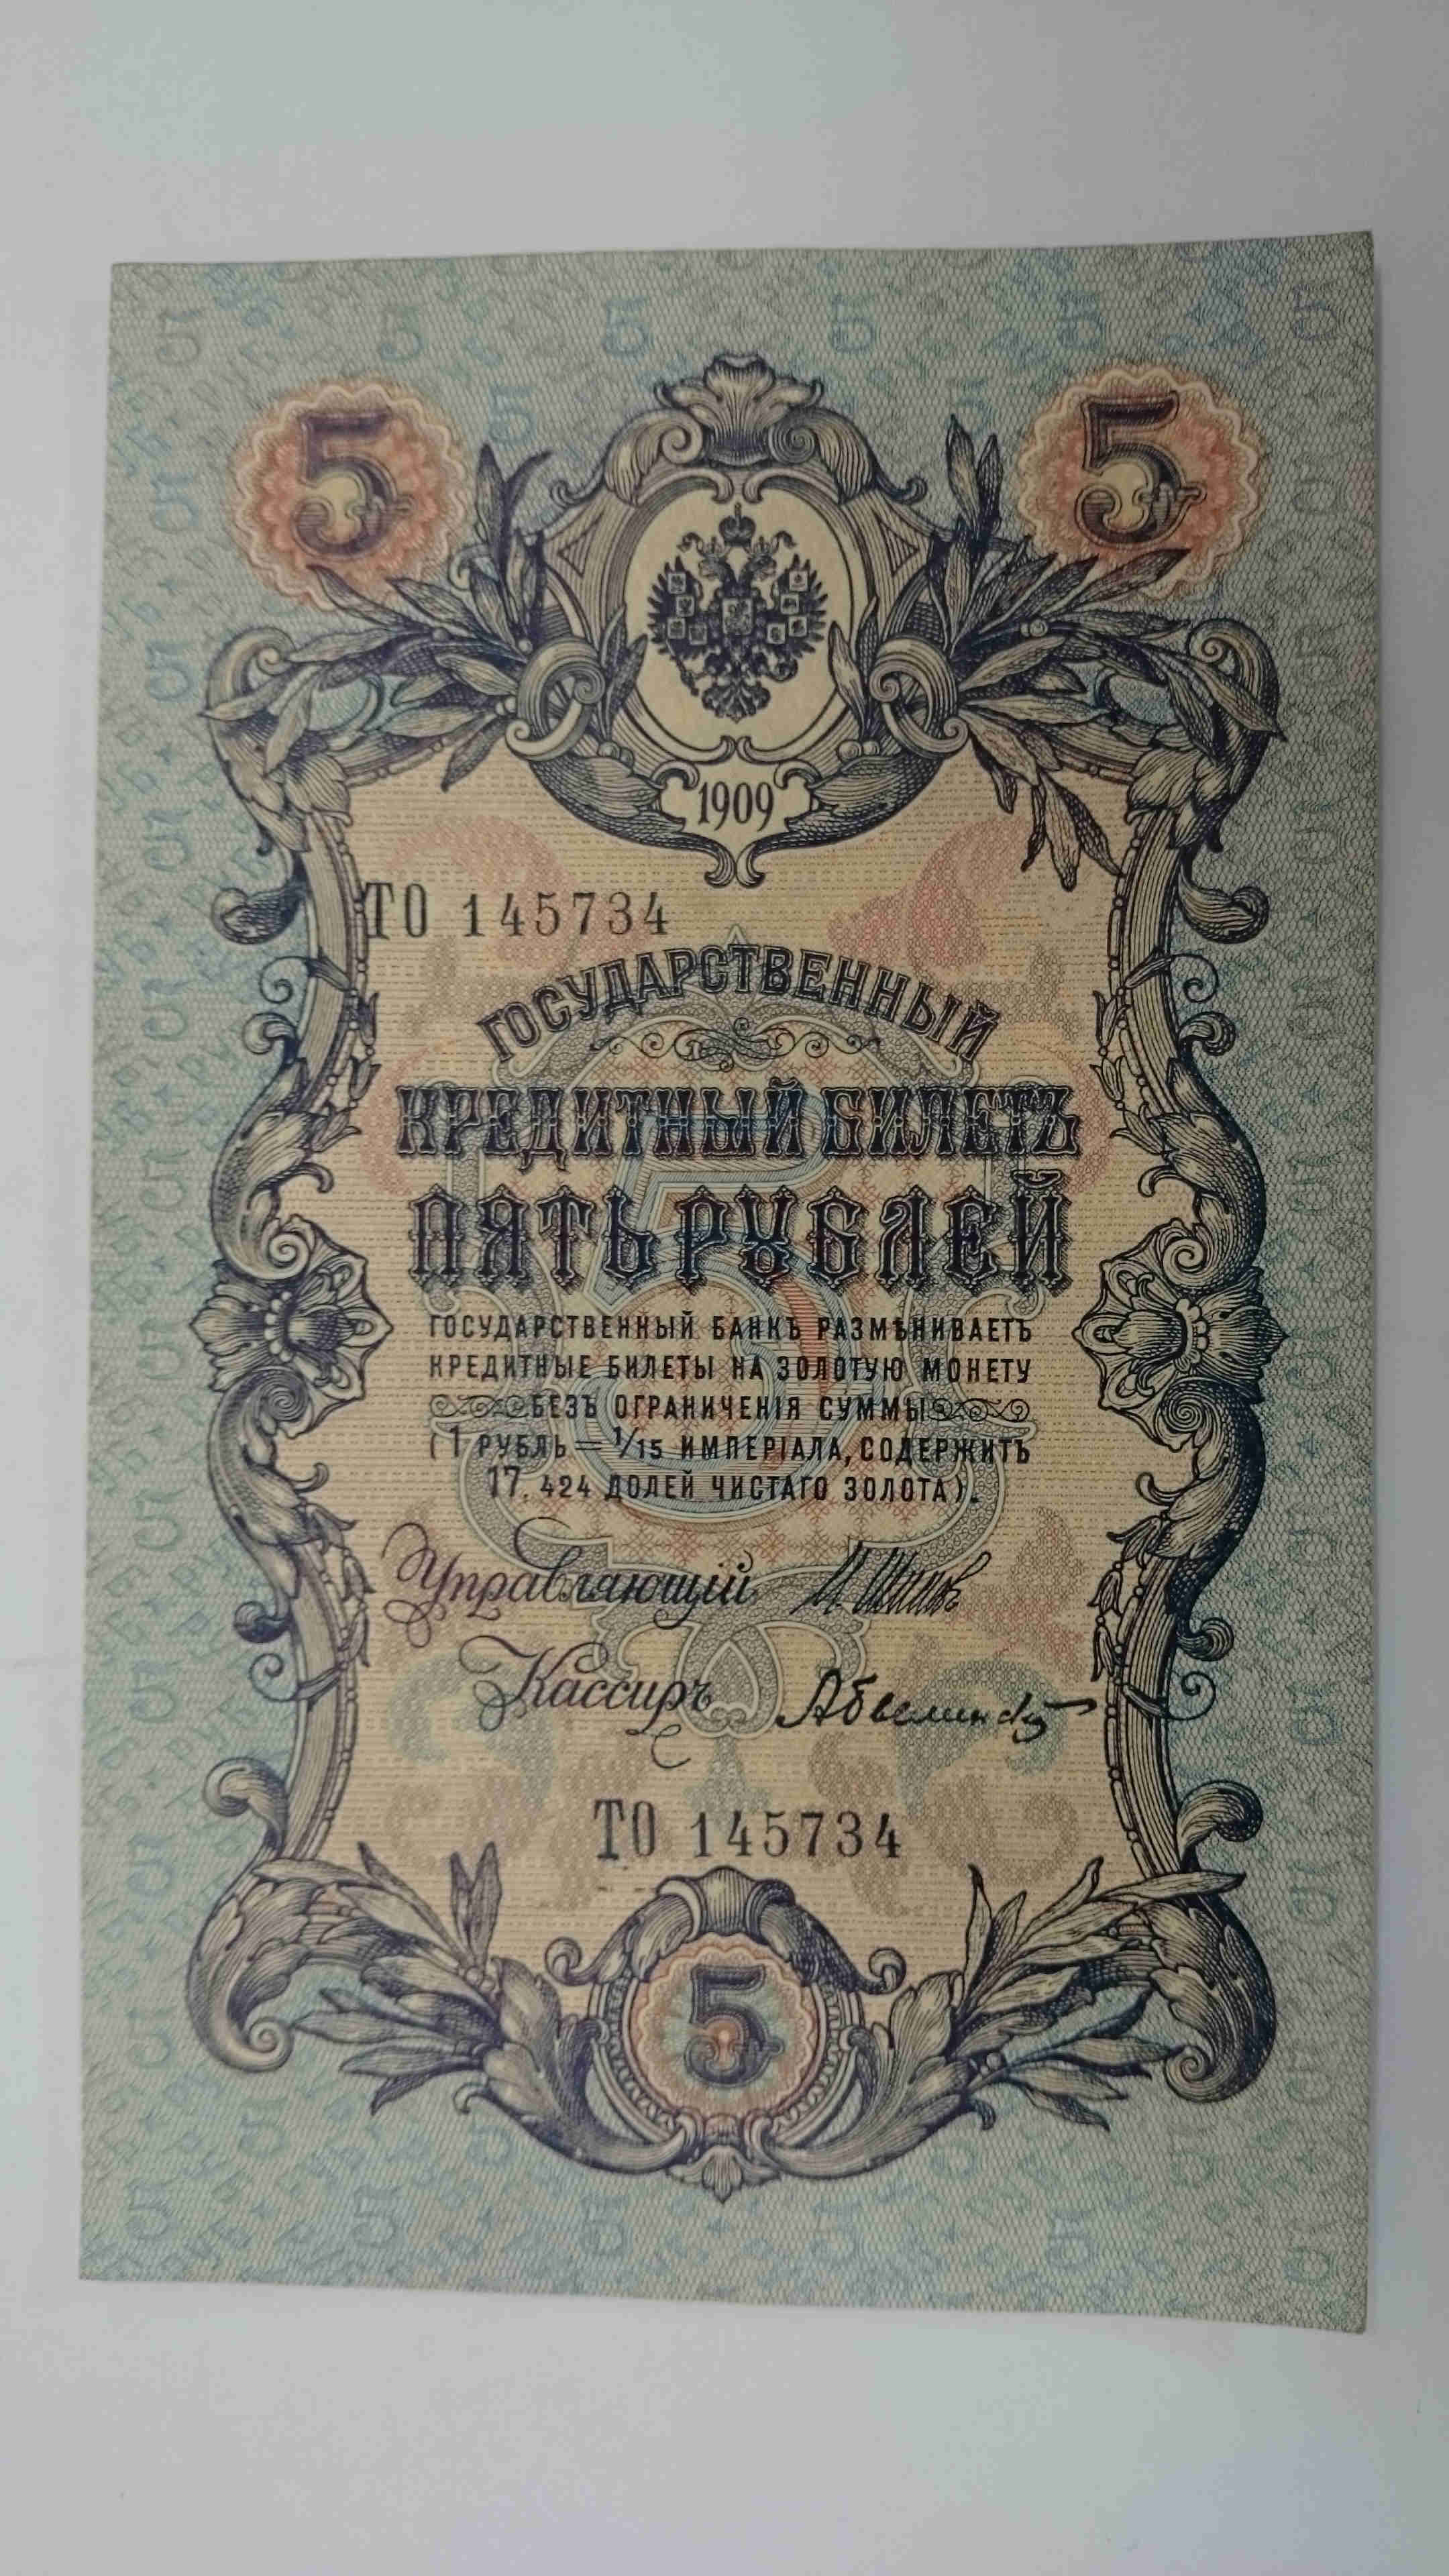 5 5
1909
ТО 145734
ГОСУДАРСТВЕННЫЙ
КРЕДИТНЫЙ БИЛЕТЪ
ПЯТЬ РУБЛЕЙ
ГОСУДАРСТВЕННЫЙ БАНКЪ РАЗМѢНИВАЕТЪ
КРЕДИТНЫЕ БИЛЕТЫ НА ЗОЛОТУЮ МОНЕТУ
БЕЗЪ ОГРАНИЧЕНІЯ СУММЫ
(1 РУБЛЬ = 1/15 ИМПЕРІАЛА, СОДЕРЖИТЪ
17. 424 ДОЛЕЙ ЧИСТАГО ЗОЛОТА).
Управляющій И. Шипов
Кассиръ
ТО 145734
5